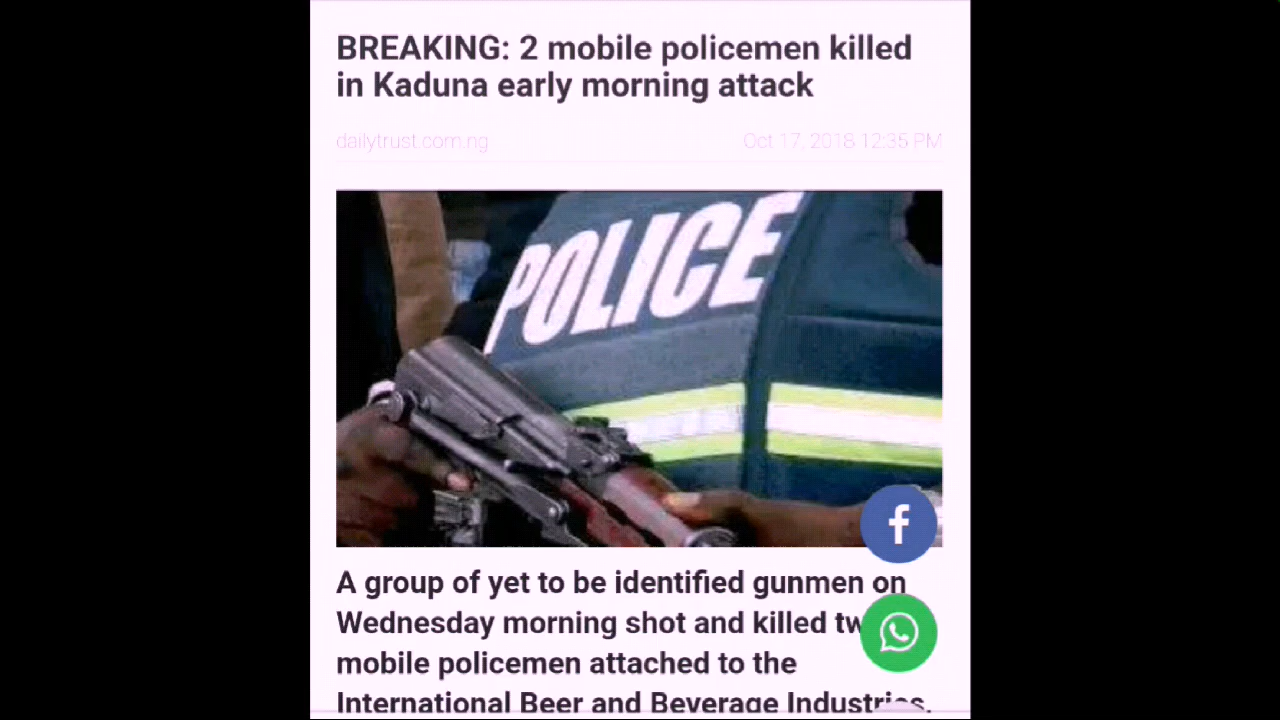 BREAKING: 2 mobile policemen killed
in Kaduna early morning attack
dailytrust.com.ng Oct 17, 2018 12:35 PM
POLICE
f
A group of yet to be identified gunmen on
Wednesday morning shot and killed
mobile policemen attached to the
International Beer and Beverage Industries,